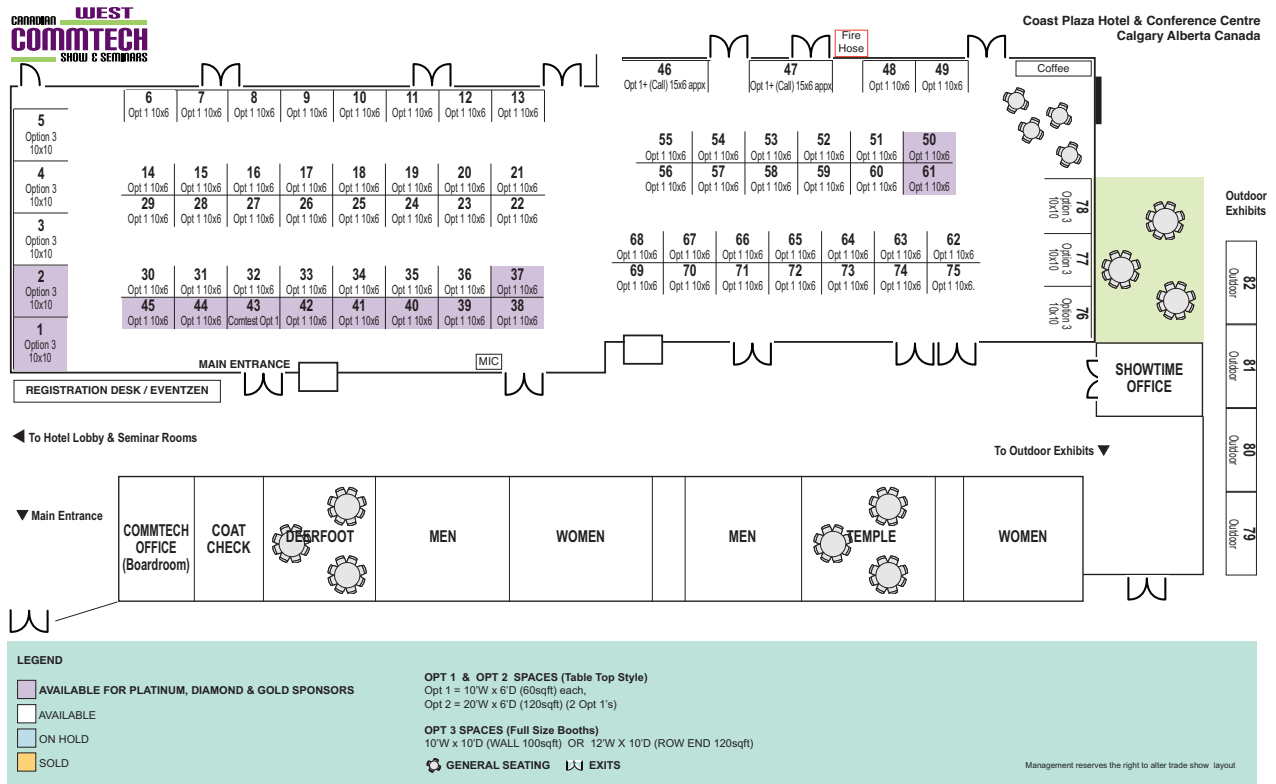 CANADIAN WEST
COMMTECH
SHOW & SEMINARS
Coast Plaza Hotel & Conference Centre
Calgary Alberta Canada
Fire
Hose
Coffee
46
Opt 1+ (Call) 15x6 appx
47
Opt 1+ (Call) 15x6 appx
48
Opt 1 10x6
49
Opt 1 10x6
6
Opt 1 10x6
7
Opt 1 10x6
8
Opt 1 10x6
9
Opt 1 10x6
10
Opt 1 10x6
11
Opt 1 10x6
12
Opt 1 10x6
13
Opt 1 10x6
5
Option 3
10x10
4
Option 3
10x10
3
Option 3
10x10
2
Option 3
10x10
1
Option 3
10x10
14
Opt 1 10x6
15
Opt 1 10x6
16
Opt 1 10x6
17
Opt 1 10x6
18
Opt 1 10x6
19
Opt 1 10x6
20
Opt 1 10x6
21
Opt 1 10x6
29
Opt 1 10x6
28
Opt 1 10x6
27
Opt 1 10x6
26
Opt 1 10x6
25
Opt 1 10x6
24
Opt 1 10x6
23
Opt 1 10x6
22
Opt 1 10x6
30
Opt 1 10x6
31
Opt 1 10x6
32
Opt 1 10x6
33
Opt 1 10x6
34
Opt 1 10x6
35
Opt 1 10x6
36
Opt 1 10x6
37
Opt 1 10x6
45
Opt 1 10x6
44
Opt 1 10x6
43
Comtest Opt 1
42
Opt 1 10x6
41
Opt 1 10x6
40
Opt 1 10x6
39
Opt 1 10x6
38
Opt 1 10x6
55
Opt 1 10x6
54
Opt 1 10x6
53
Opt 1 10x6
52
Opt 1 10x6
51
Opt 1 10x6
50
Opt 1 10x6
56
Opt 1 10x6
57
Opt 1 10x6
58
Opt 1 10x6
59
Opt 1 10x6
60
Opt 1 10x6
61
Opt 1 10x6
68
Opt 1 10x6
67
Opt 1 10x6
66
Opt 1 10x6
65
Opt 1 10x6
64
Opt 1 10x6
63
Opt 1 10x6
62
Opt 1 10x6
69
Opt 1 10x6
70
Opt 1 10x6
71
Opt 1 10x6
72
Opt 1 10x6
73
Opt 1 10x6
74
Opt 1 10x6
75
Opt 1 10x6.
78
Option 3
10x10
77
Option 3
10x10
76
Option 3
10x10
Outdoor
Exhibits
82
Outdoor
81
Outdoor
80
Outdoor
79
Outdoor
MAIN ENTRANCE
MIC
REGISTRATION DESK / EVENTZEN
SHOWTIME
OFFICE
To Hotel Lobby & Seminar Rooms
To Outdoor Exhibits
Main Entrance
COMMTECH
OFFICE
(Boardroom)
COAT
CHECK
DEERFOOT
MEN
WOMEN
MEN
TEMPLE
WOMEN
LEGEND
AVAILABLE FOR PLATINUM, DIAMOND & GOLD SPONSORS
AVAILABLE
ON HOLD
SOLD
OPT 1 & OPT 2 SPACES (Table Top Style)
Opt 1 = 10'W x 6'D (60sqft) each,
Opt 2 = 20'W x 6'D (120sqft) (2 Opt 1's)
OPT 3 SPACES (Full Size Booths)
10'W x 10'D (WALL 100sqft) OR 12'W X 10'D (ROW END 120sqft)
GENERAL SEATING EXITS
Management reserves the right to alter trade show layout